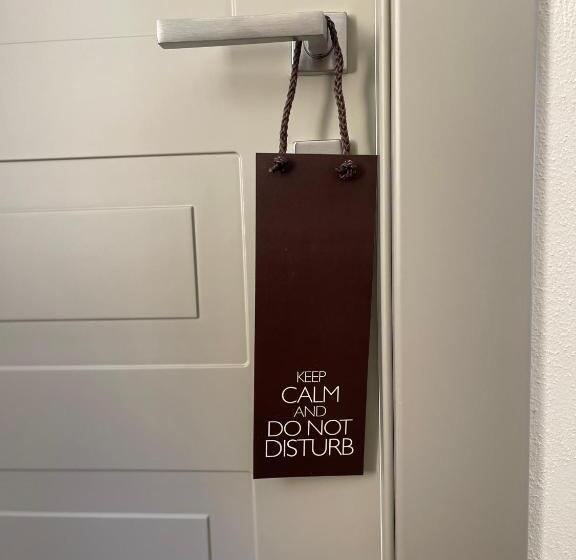 KEEP
CALM
AND
DO NOT
DISTURB